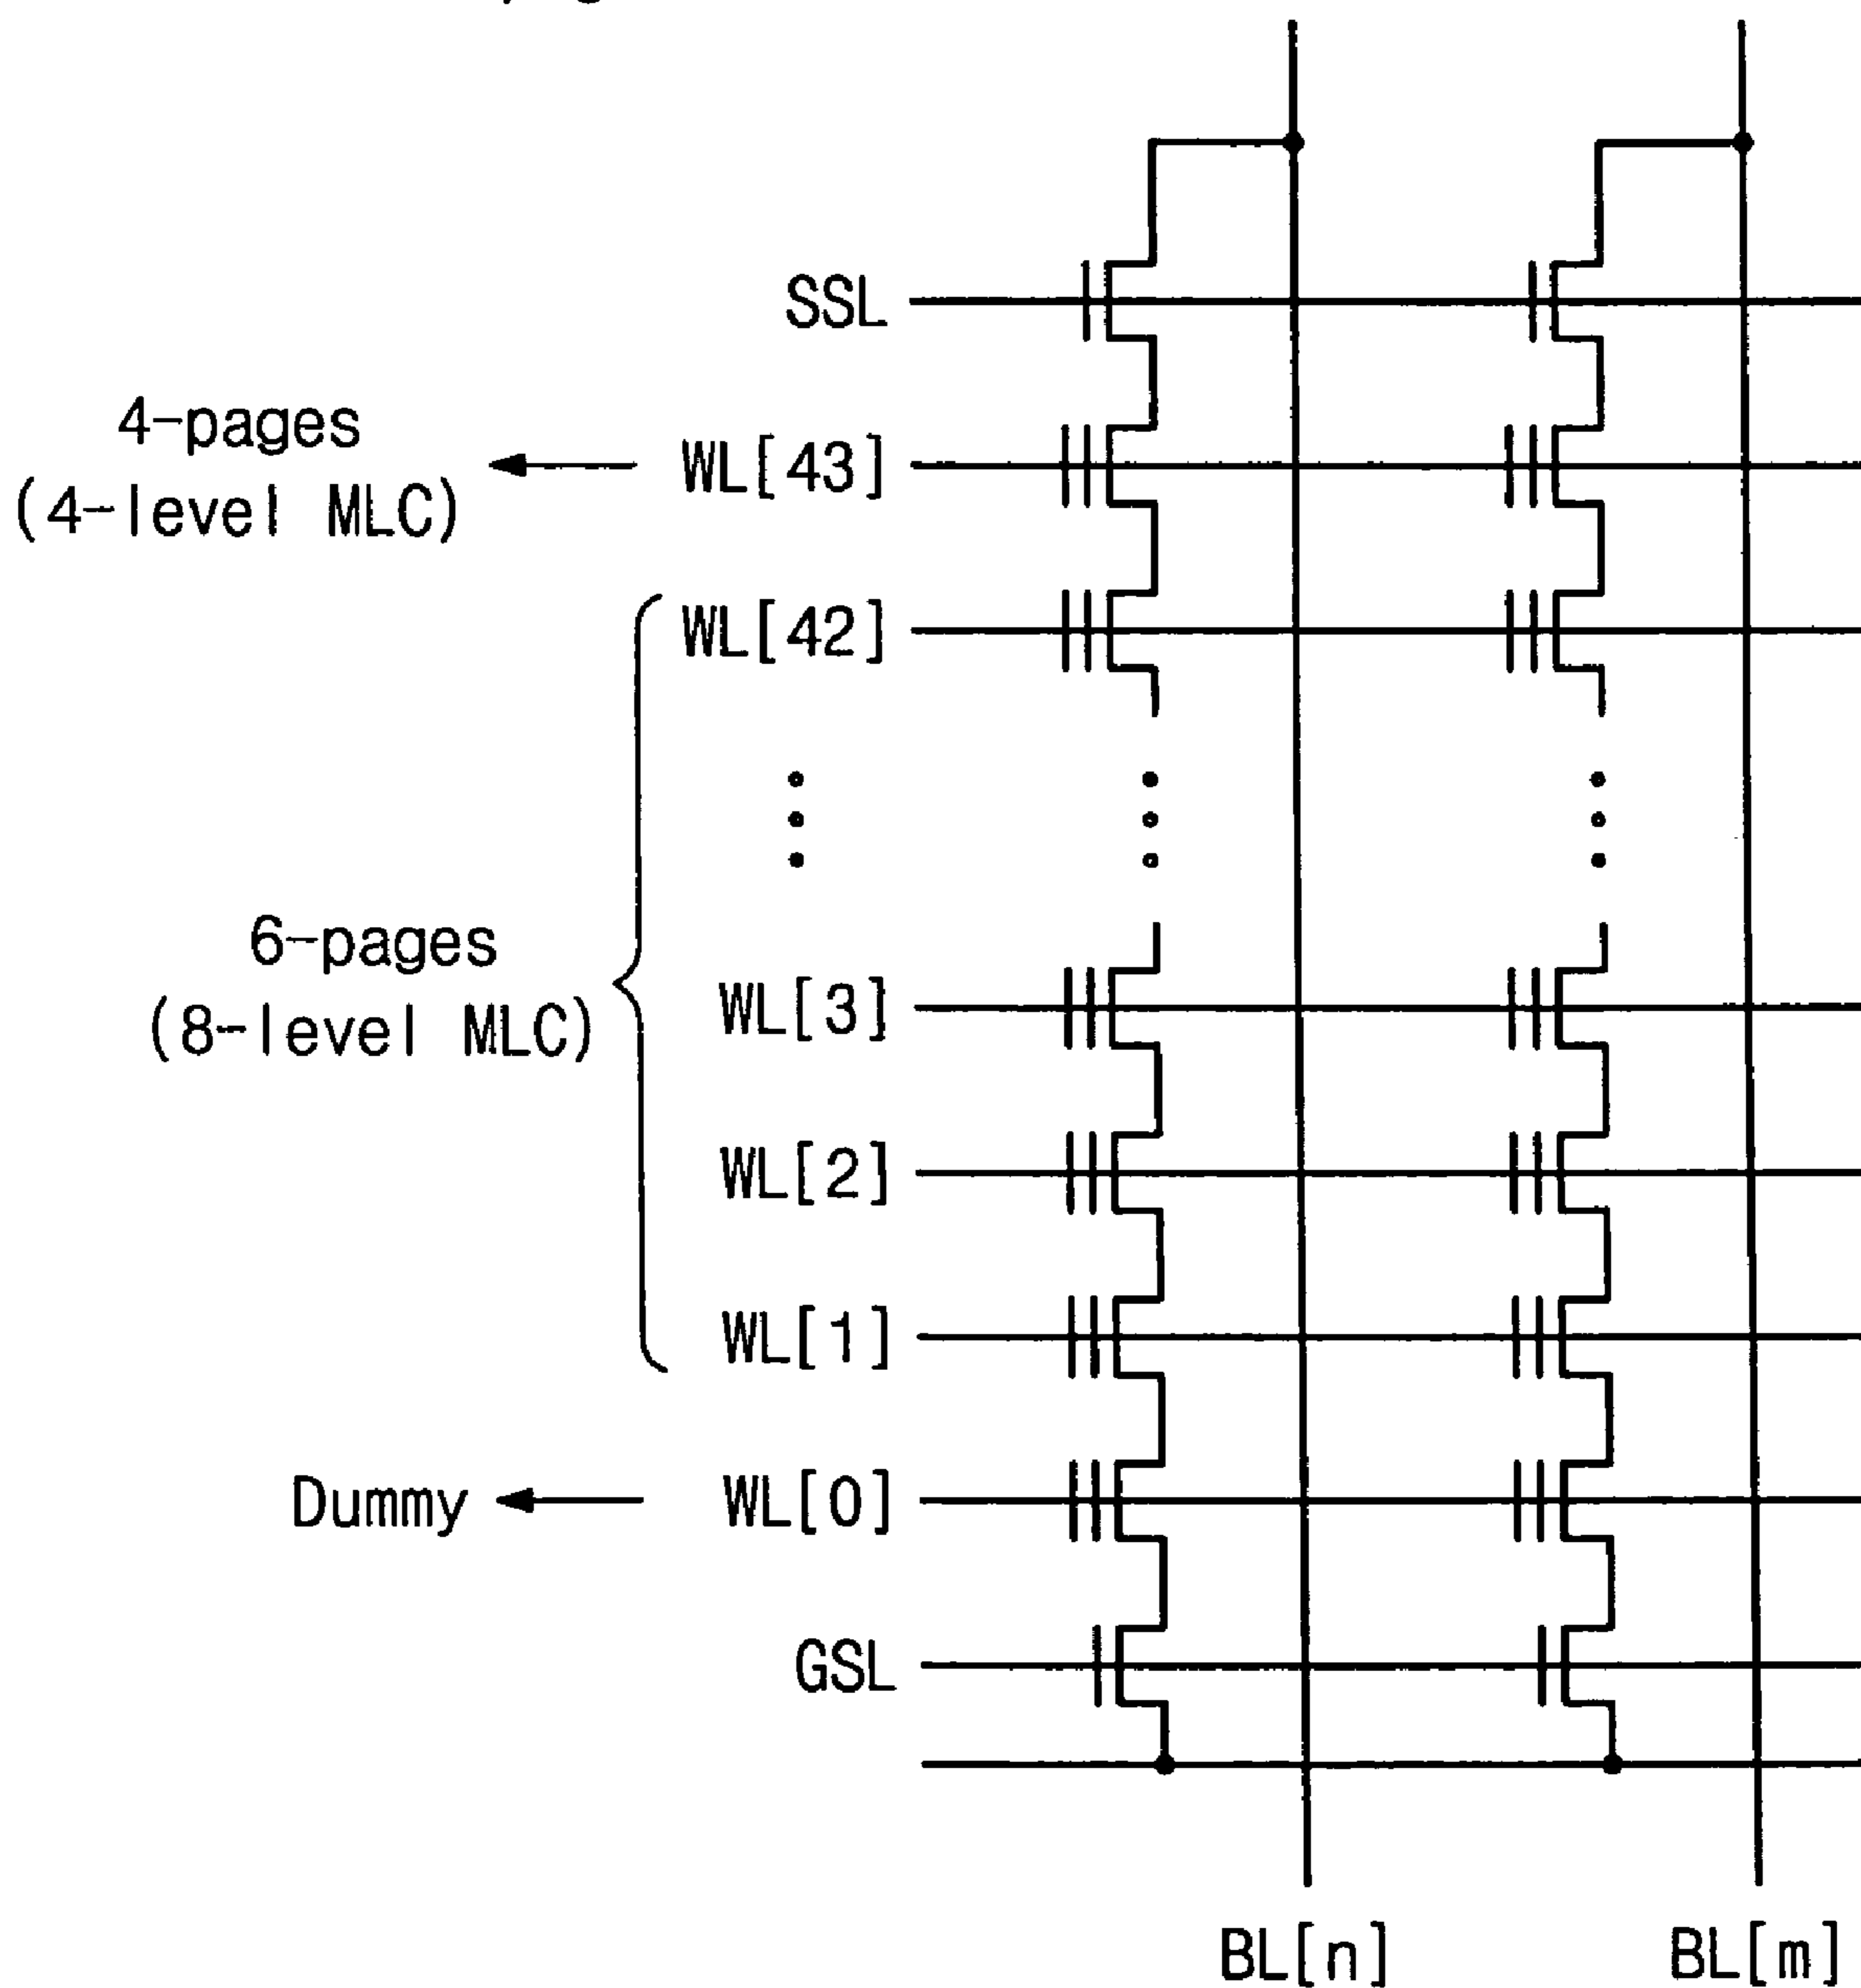 SSL
4-pages
(4-level MLC)
WL[43]
WL[42]
6-pages
(8-level MLC)
WL[3]
WL[2]
WL[1]
Dummy
WL[0]
GSL
BL[n]
BL[m]